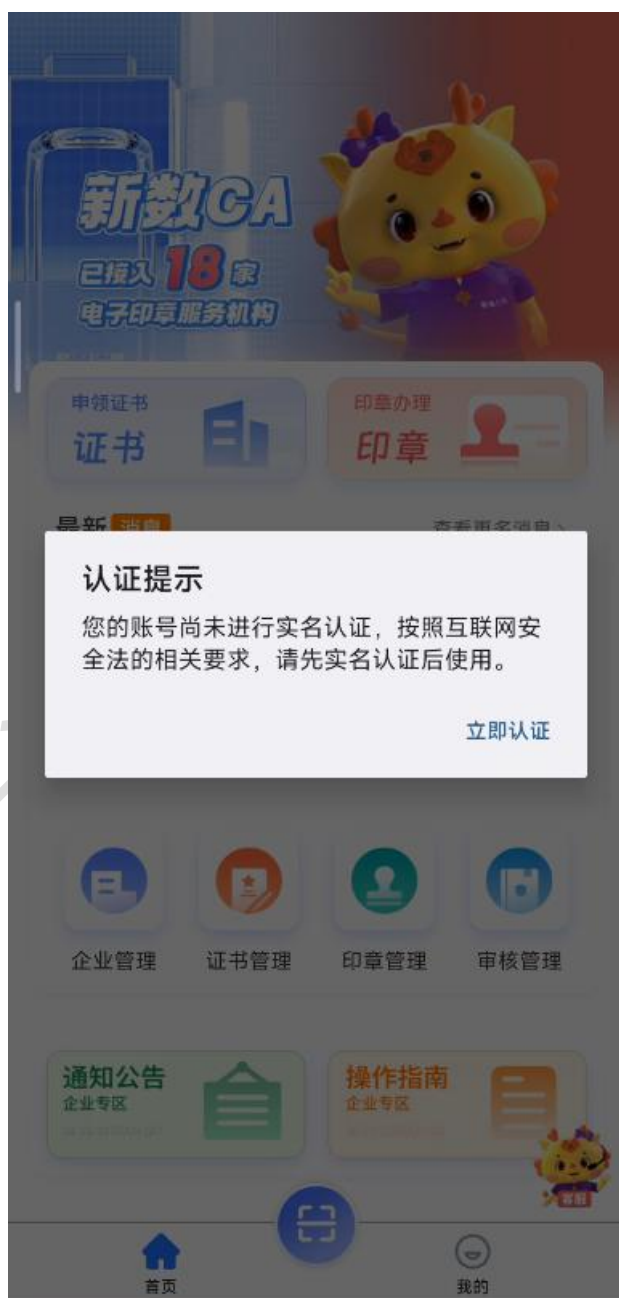 新数CA
已接入18家
电子印章服务机构
申领证书
证书
印章办理
印章
最新 消息
查看更多消息 >
认证提示
您的账号尚未进行实名认证，按照互联网安
全法的相关要求，请先实名认证后使用。
立即认证
企业管理
证书管理
印章管理
审核管理
通知公告
企业专区
操作指南
企业专区
客服
首页
我的